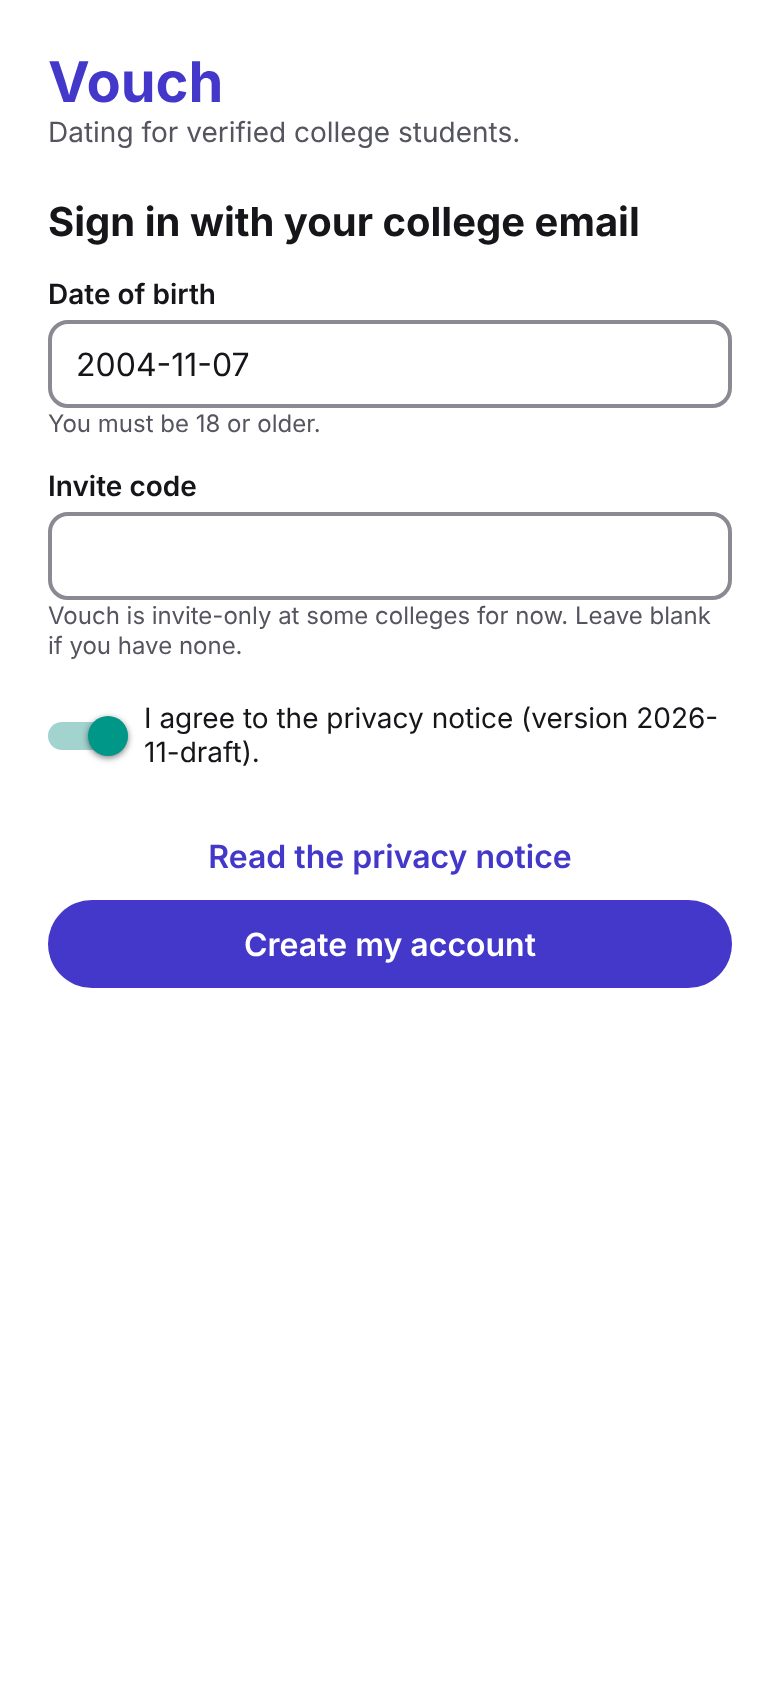 Vouch
Dating for verified college students.
Sign in with your college email
Date of birth
2004-11-07
You must be 18 or older.
Invite code
Vouch is invite-only at some colleges for now. Leave blank
if you have none.
I agree to the privacy notice (version 2026-
11-draft).
Read the privacy notice
Create my account